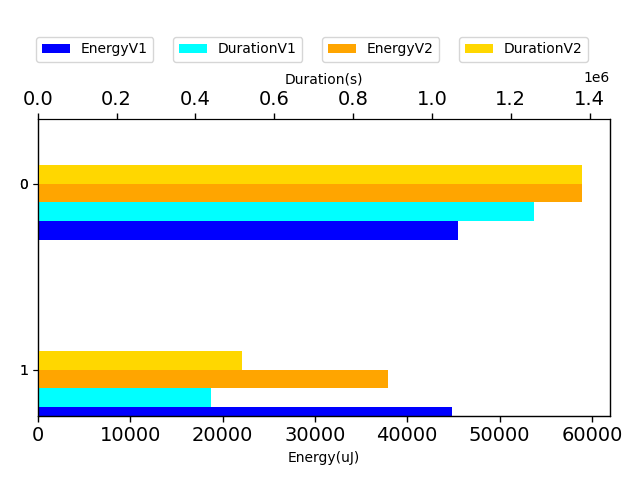 EnergyV1 DurationV1 EnergyV2 DurationV2
Duration(s)
1e6
0.0 0.2 0.4 0.6 0.8 1.0 1.2 1.4
0
1
0 10000 20000 30000 40000 50000 60000
Energy(uJ)